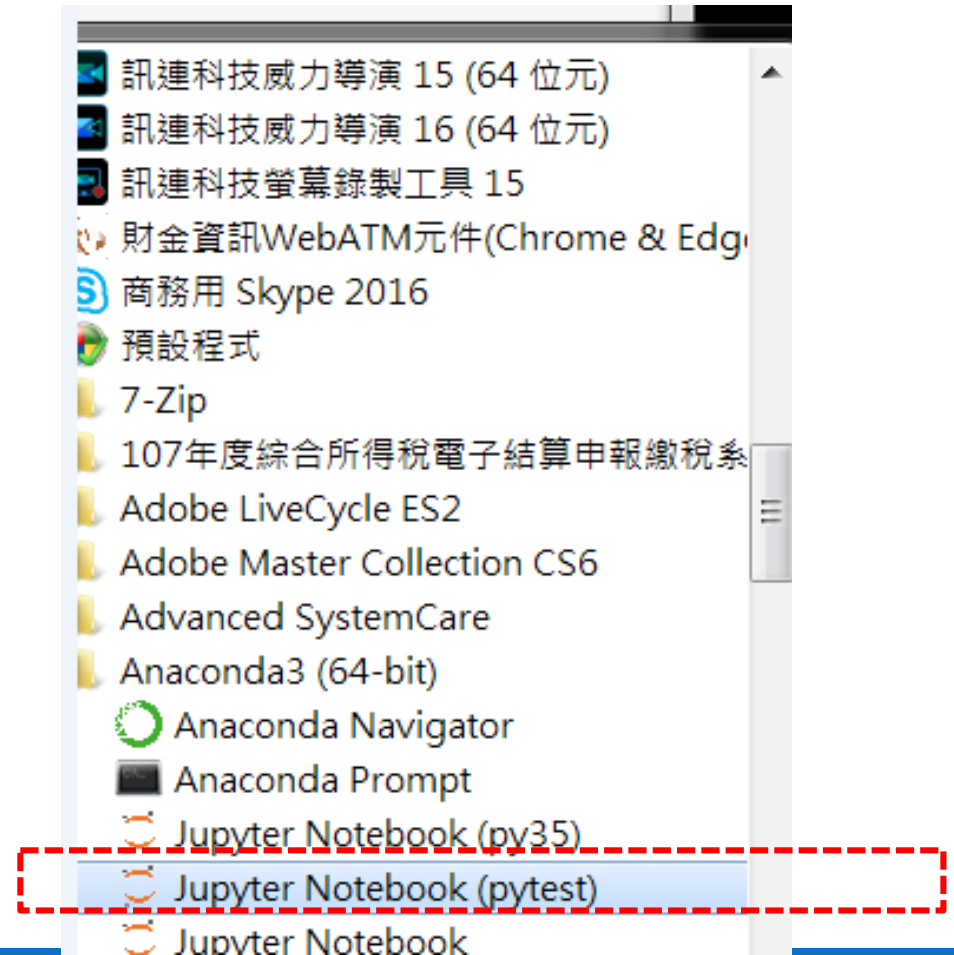 訊連科技威力導演 15 (64 位元)
訊連科技威力導演 16 (64 位元)
訊連科技螢幕錄製工具 15
財金資訊WebATM元件(Chrome & Edg
商務用 Skype 2016
預設程式
7-Zip
107年度綜合所得稅電子結算申報繳稅系
Adobe LiveCycle ES2
Adobe Master Collection CS6
Advanced SystemCare
Anaconda3 (64-bit)
Anaconda Navigator
Anaconda Prompt
Jupyter Notebook (py35)
Jupyter Notebook (pytest)
Jupyter Notebook